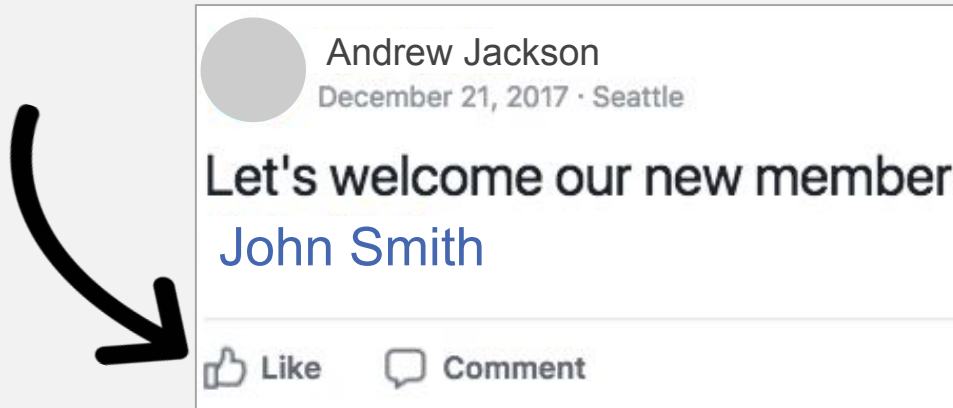 Andrew Jackson
December 21, 2017 · Seattle
Let's welcome our new member
John Smith
Like Comment